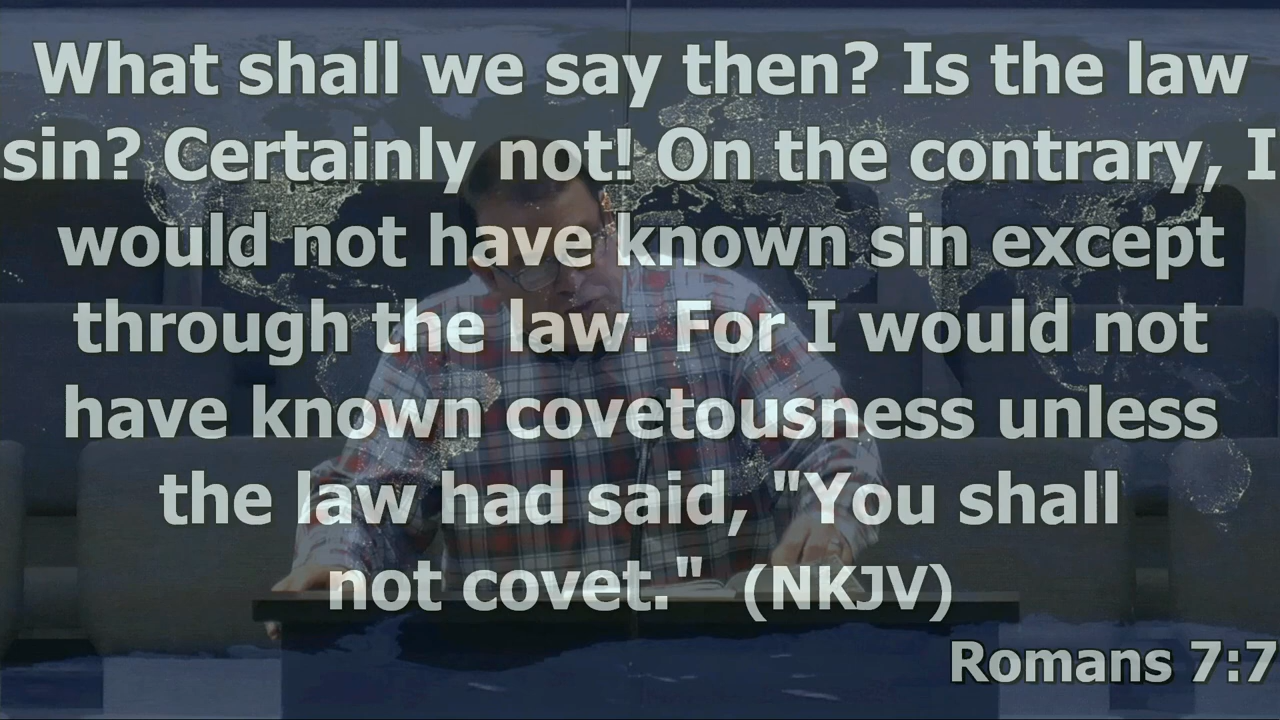 What shall we say then? Is the law
sin? Certainly not! On the contrary, I
would not have known sin except
through the law. For I would not
have known covetousness unless
the law had said, "You shall
not covet." (NKJV)
Romans 7:7